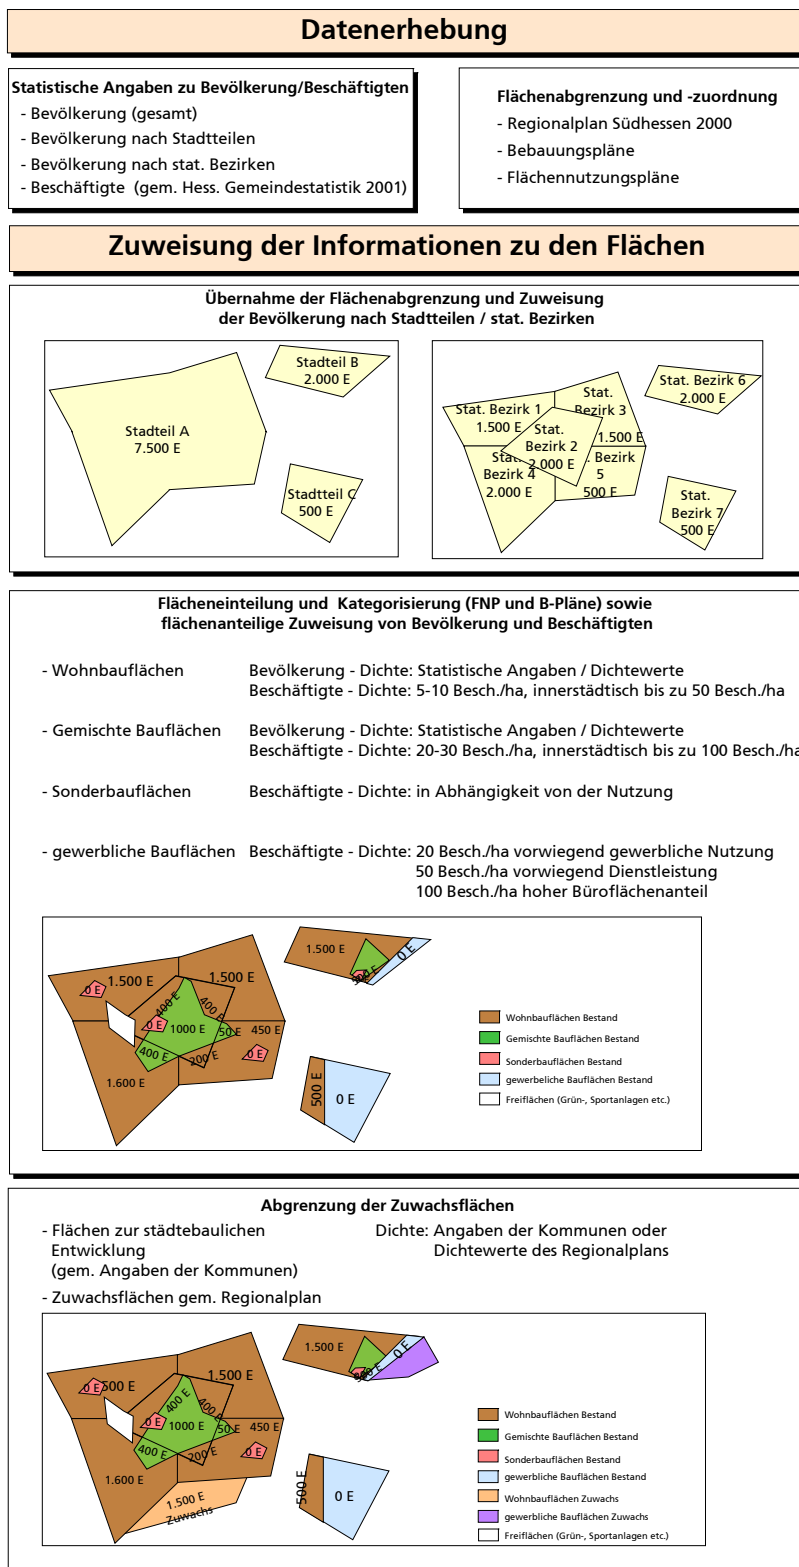 Datenerhebung
Statistische Angaben zu Bevölkerung/Beschäftigten
- Bevölkerung (gesamt)
- Bevölkerung nach Stadtteilen
- Bevölkerung nach stat. Bezirken
- Beschäftigte (gem. Hess. Gemeindestatistik 2001)
Flächenabgrenzung und -zuordnung
- Regionalplan Südhessen 2000
- Bebauungspläne
- Flächennutzungspläne
Zuweisung der Informationen zu den Flächen
Übernahme der Flächenabgrenzung und Zuweisung
der Bevölkerung nach Stadtteilen / stat. Bezirken
Stadteil A
7.500 E
Stadteil B
2.000 E
Stadtteil C
500 E
Stat. Bezirk 1
1.500 E
Stat.
Bezirk 3
1.500 E
Stat.
Bezirk 2
2.000 E
Stat.
Bezirk 4
2.000 E
Bezirk
5
500 E
Stat. Bezirk 6
2.000 E
Stat.
Bezirk 7
500 E
Flächeneinteilung und Kategorisierung (FNP und B-Pläne) sowie
flächenanteilige Zuweisung von Bevölkerung und Beschäftigten
- Wohnbauflächen Bevölkerung - Dichte: Statistische Angaben / Dichtewerte
Beschäftigte - Dichte: 5-10 Besch./ha, innerstädtisch bis zu 50 Besch./ha
- Gemischte Bauflächen Bevölkerung - Dichte: Statistische Angaben / Dichtewerte
Beschäftigte - Dichte: 20-30 Besch./ha, innerstädtisch bis zu 100 Besch./ha
- Sonderbauflächen Beschäftigte - Dichte: in Abhängigkeit von der Nutzung
- gewerbliche Bauflächen Beschäftigte - Dichte: 20 Besch./ha vorwiegend gewerbliche Nutzung
50 Besch./ha vorwiegend Dienstleistung
100 Besch./ha hoher Büroflächenanteil
1.500 E
1.500 E
0 E
400 E
400 E
0 E
1000 E
50 E
450 E
400 E
200 E
0 E
1.600 E
1.500 E
0 E
500 E
0 E
Wohnbauflächen Bestand
Gemischte Bauflächen Bestand
Sonderbauflächen Bestand
gewerbeliche Bauflächen Bestand
Freiflächen (Grün-, Sportanlagen etc.)
Abgrenzung der Zuwachsflächen
- Flächen zur städtebaulichen
Entwicklung
(gem. Angaben der Kommunen)
- Zuwachsflächen gem. Regionalplan
Dichte: Angaben der Kommunen oder
Dichtewerte des Regionalplans
0 E
1.500 E
400 E
400 E
0 E
1000 E
50 E
450 E
400 E
200 E
0 E
1.600 E
1.500 E
Zuwachs
1.500 E
0 E
500 E
0 E
Wohnbauflächen Bestand
Gemischte Bauflächen Bestand
Sonderbauflächen Bestand
gewerbliche Bauflächen Bestand
Wohnbauflächen Zuwachs
gewerbliche Bauflächen Zuwachs
Freiflächen (Grün-, Sportanlagen etc.)